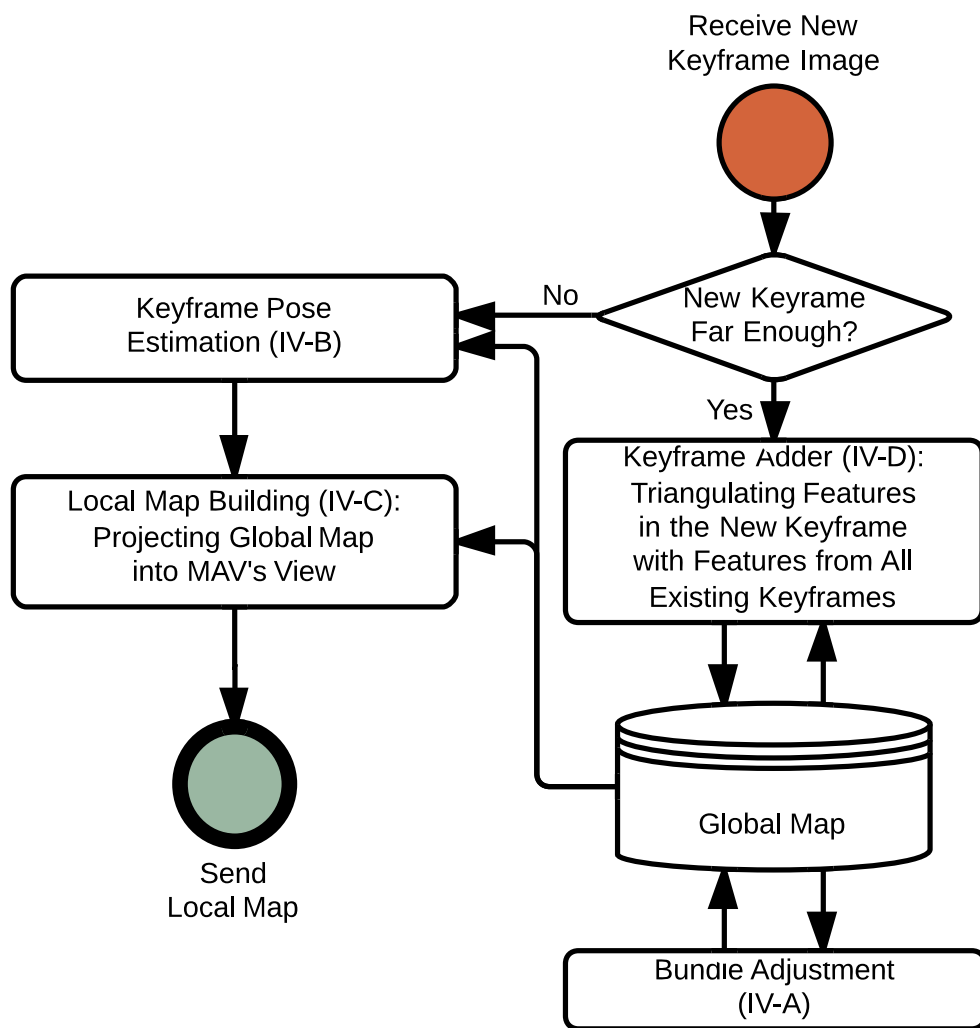 Receive New
Keyframe Image
New Keyrame
Far Enough?
No
Yes
Keyframe Pose
Estimation (IV-B)
Keyframe Adder (IV-D):
Triangulating Features
in the New Keyframe
with Features from All
Existing Keyframes
Local Map Building (IV-C):
Projecting Global Map
into MAV's View
Global Map
Send
Local Map
Bundle Adjustment
(IV-A)